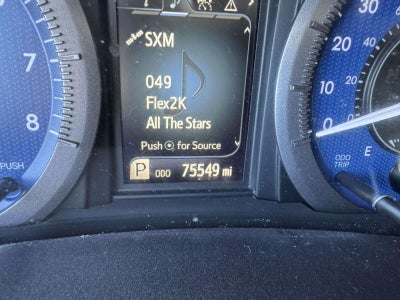 SXM
049
Flex2K
All The Stars
Push for Source
P ODO 75549 mi
7
8
PUSH
30
20
10
0
ODO
TRIP
E